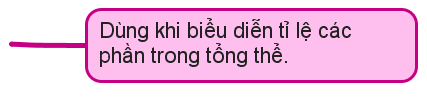 Dùng khi biểu diễn tỉ lệ các
phần trong tổng thể.